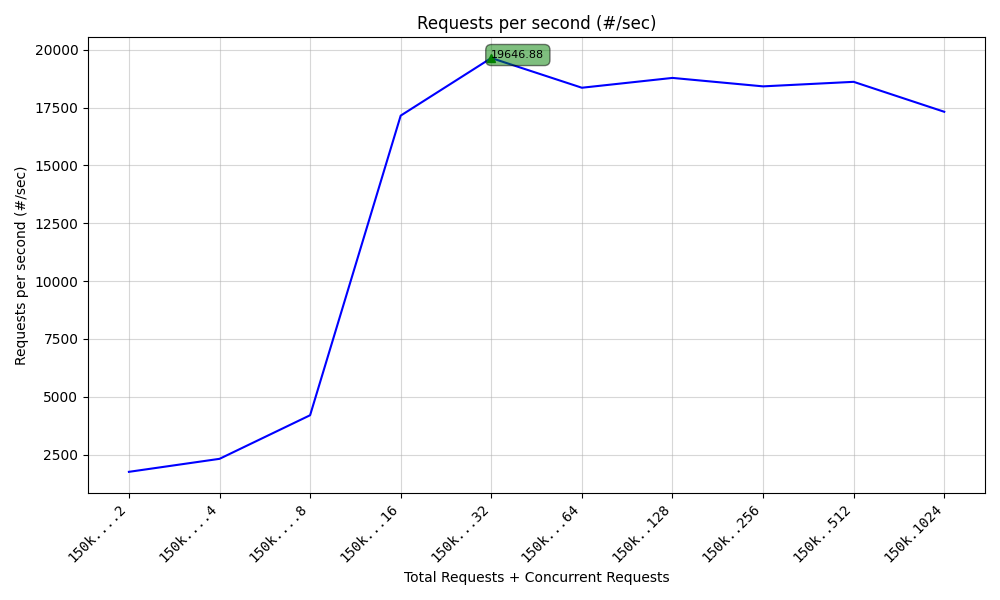 Requests per second (#/sec)
19646.88
20000
17500
15000
12500
10000
7500
5000
2500
Requests per second (#/sec)
150k....2
150k....4
150k....8
150k...16
150k...32
150k...64
150k..128
150k..256
150k..512
150k.1024
Total Requests + Concurrent Requests